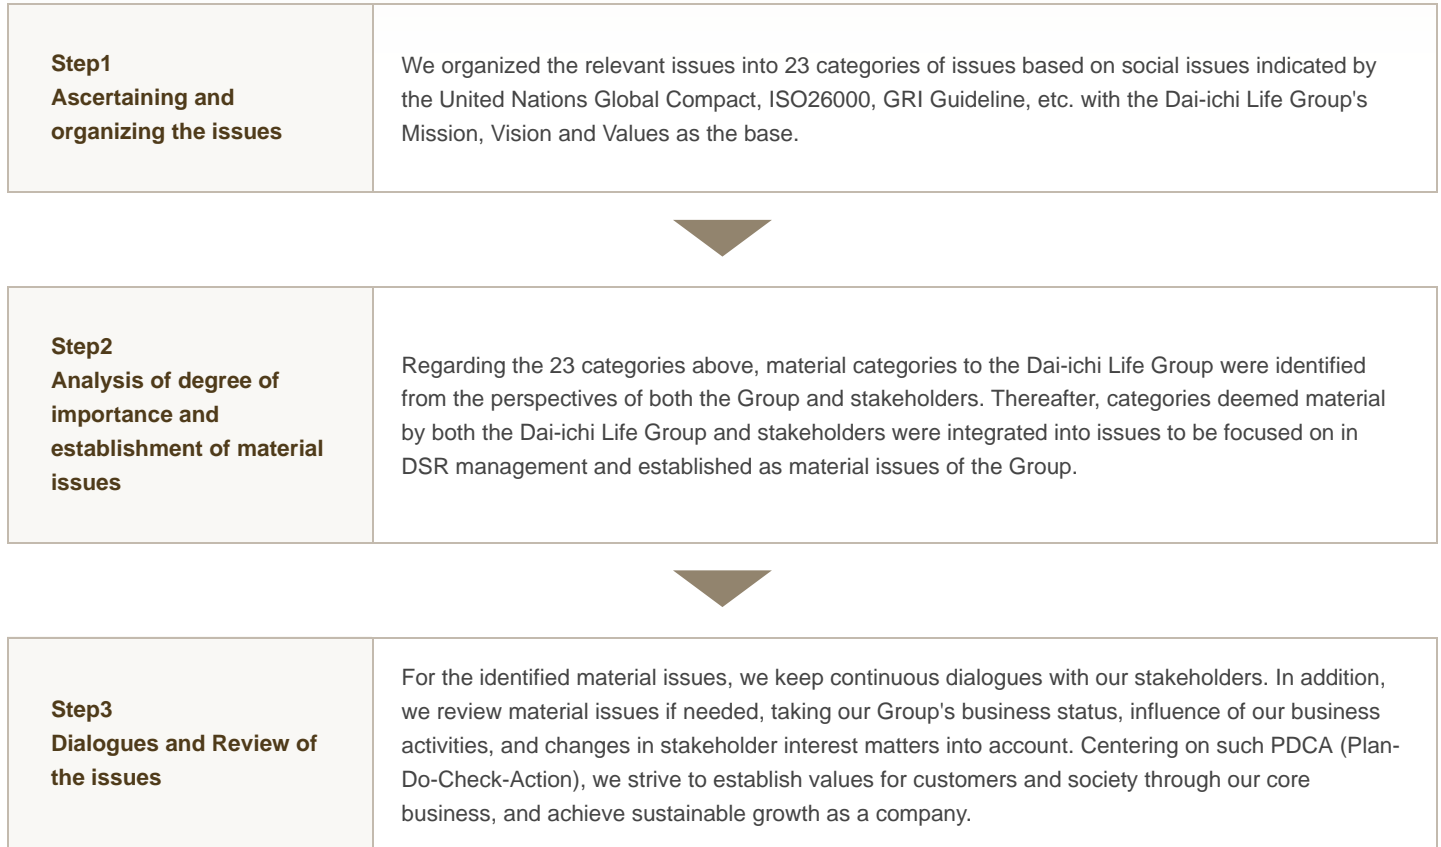 Step1
Ascertaining and
organizing the issues
We organized the relevant issues into 23 categories of issues based on social issues indicated by
the United Nations Global Compact, ISO26000, GRI Guideline, etc. with the Dai-ichi Life Group's
Mission, Vision and Values as the base.
Step2
Analysis of degree of
importance and
establishment of material
issues
Regarding the 23 categories above, material categories to the Dai-ichi Life Group were identified
from the perspectives of both the Group and stakeholders. Thereafter, categories deemed material
by both the Dai-ichi Life Group and stakeholders were integrated into issues to be focused on in
DSR management and established as material issues of the Group.
Step3
Dialogues and Review of
the issues
For the identified material issues, we keep continuous dialogues with our stakeholders. In addition,
we review material issues if needed, taking our Group's business status, influence of our business
activities, and changes in stakeholder interest matters into account. Centering on such PDCA (Plan-
Do-Check-Action), we strive to establish values for customers and society through our core
business, and achieve sustainable growth as a company.